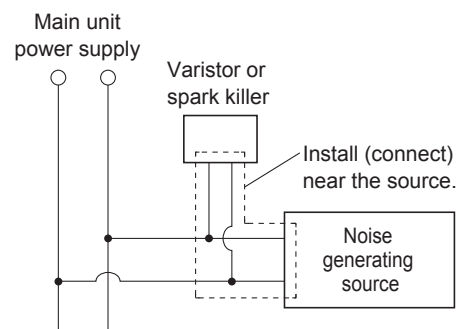 Main unit
power supply
Varistor or
spark killer
Install (connect)
near the source.
Noise
generating
source